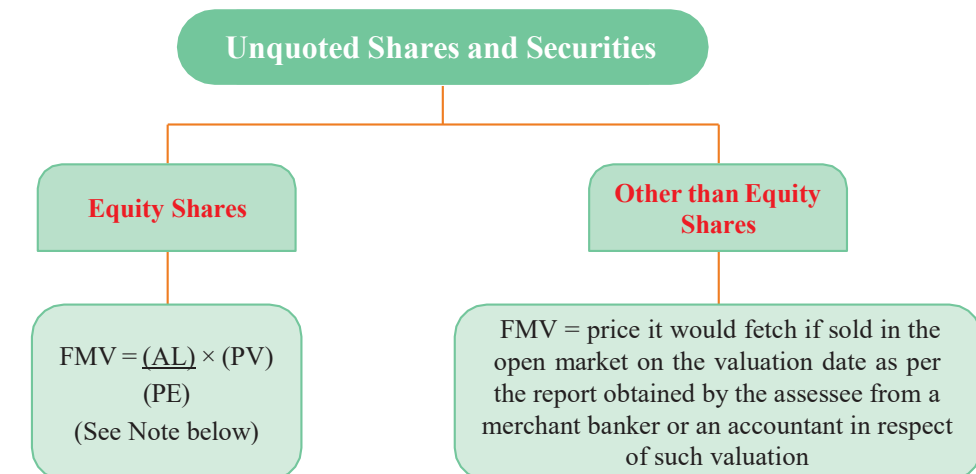 Unquoted Shares and Securities
Equity Shares
Other than Equity
Shares
FMV = (AL) × (PV)
(PE)
(See Note below)
FMV = price it would fetch if sold in the
open market on the valuation date as per
the report obtained by the assessee from a
merchant banker or an accountant in respect
of such valuation